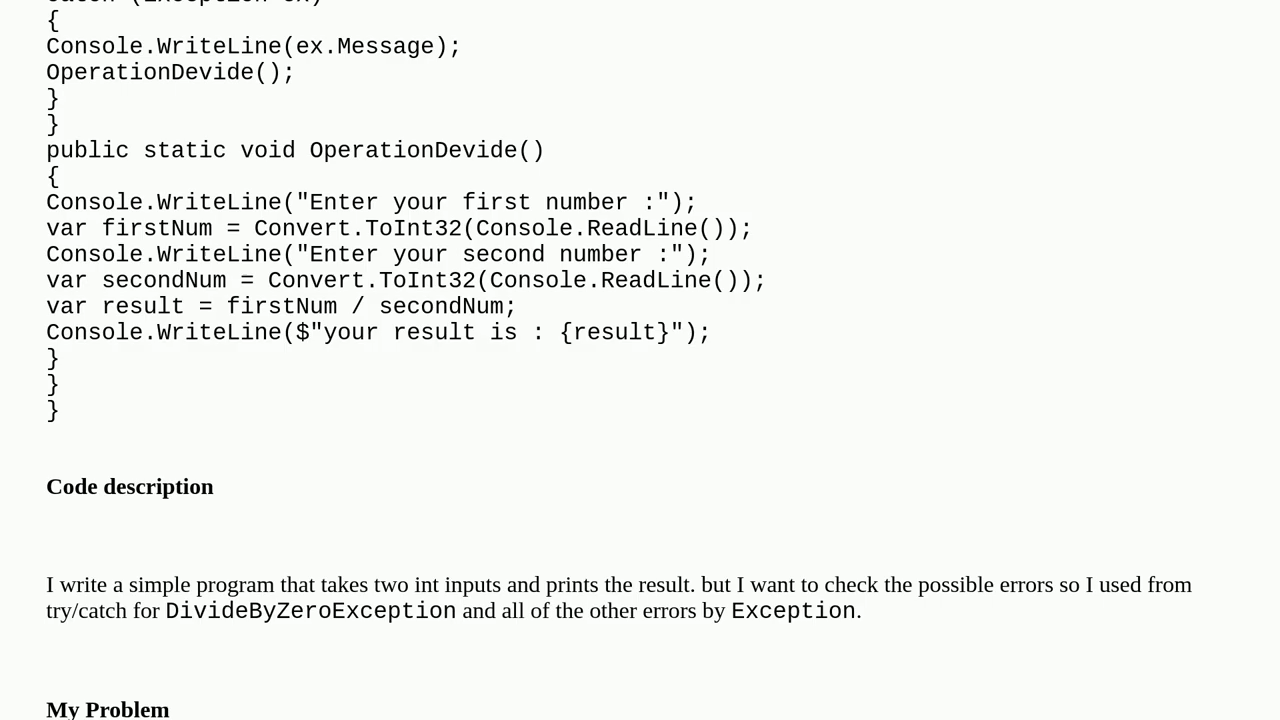 catch (Exception ex)
{
Console.WriteLine(ex.Message);
OperationDevide();
}
}
public static void OperationDevide()
{
Console.WriteLine("Enter your first number :");
var firstNum = Convert.ToInt32(Console.ReadLine());
Console.WriteLine("Enter your second number :");
var secondNum = Convert.ToInt32(Console.ReadLine());
var result = firstNum / secondNum;
Console.WriteLine($"your result is : {result}");
}
}
}
Code description
I write a simple program that takes two int inputs and prints the result. but I want to check the possible errors so I used from
try/catch for DivideByZeroException and all of the other errors by Exception.
My Problem